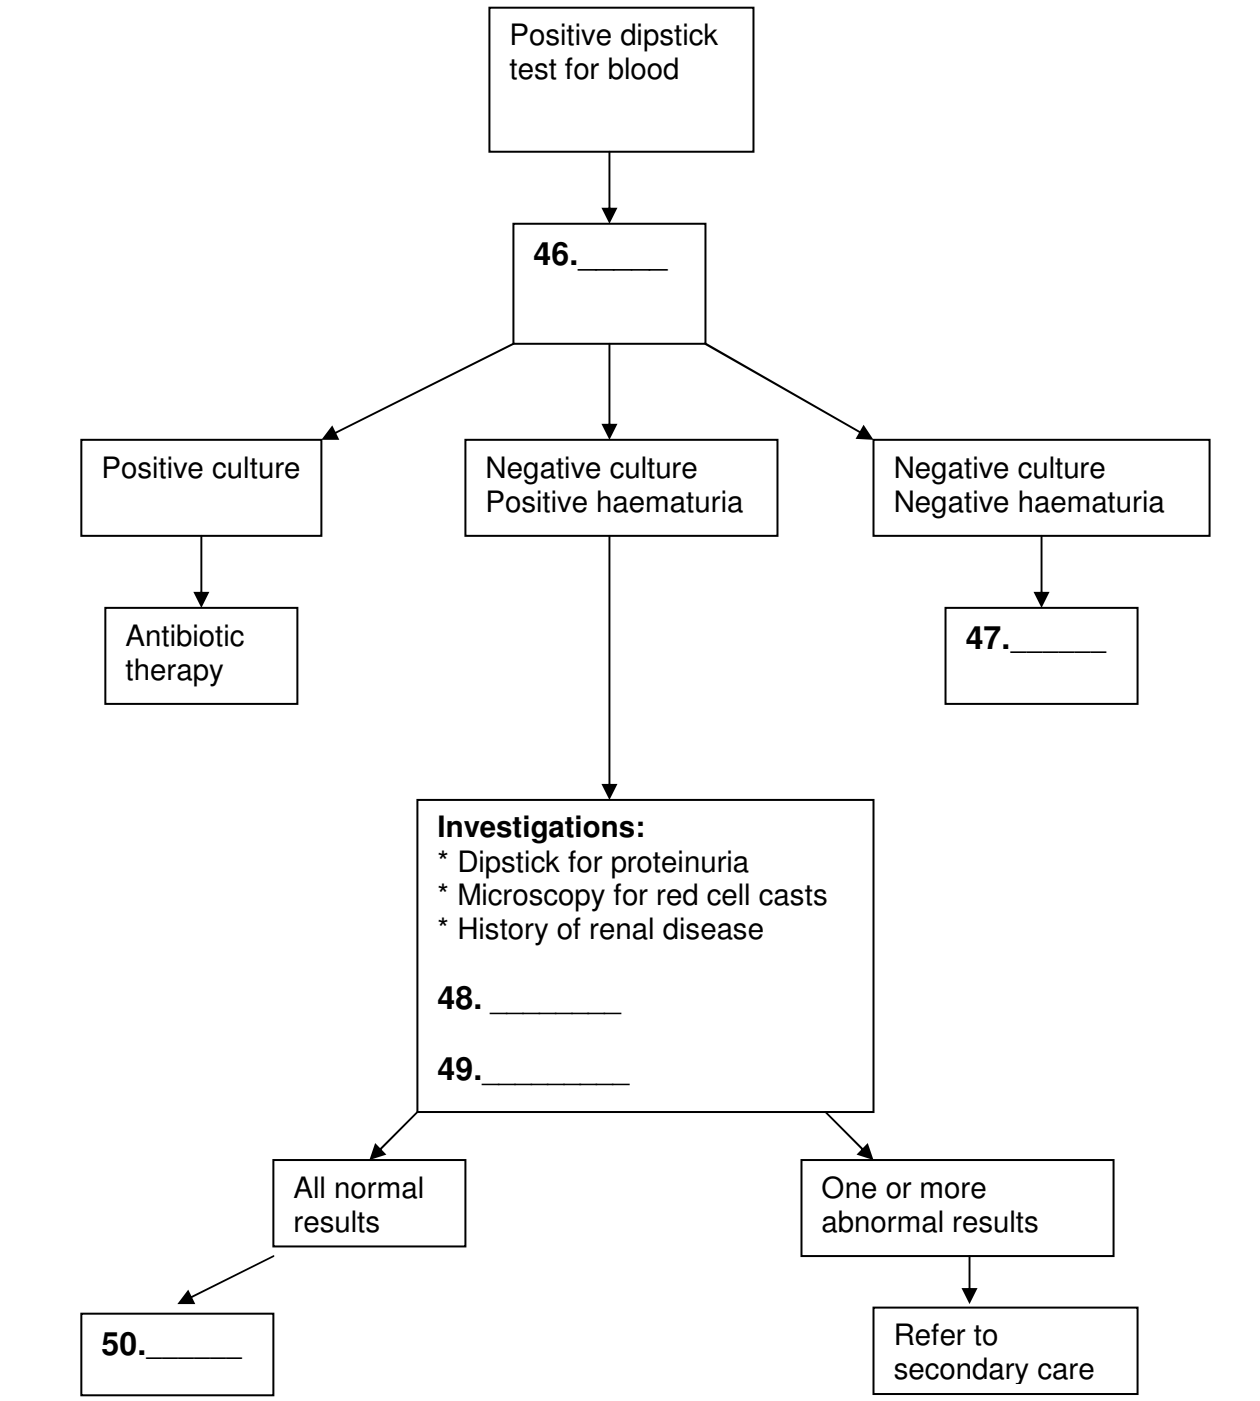 Positive dipstick
test for blood
46._____
Positive culture
Negative culture
Positive haematuria
Negative culture
Negative haematuria
Antibiotic
therapy
47.______
Investigations:
* Dipstick for proteinuria
* Microscopy for red cell casts
* History of renal disease
48. ________
49._________
All normal
results
One or more
abnormal results
50.______
Refer to
secondary care